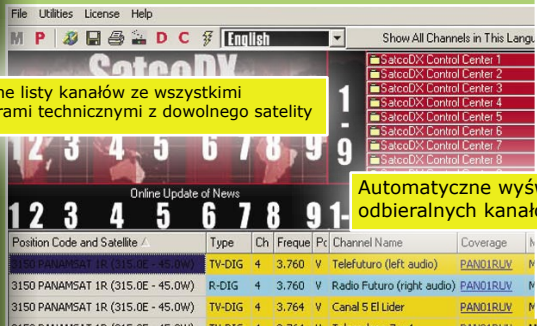 File Utilities License Help
M P D C English Show All Channels in This Langu
SatcoDX
SatcoDX Control Center 1
SatcoDX Control Center 2
SatcoDX Control Center 3
SatcoDX Control Center 4
SatcoDX Control Center 5
SatcoDX Control Center 6
SatcoDX Control Center 7
SatcoDX Control Center 8
ne listy kanałów ze wszystkimi
rami technicznymi z dowolnego satelity
1
-
9
12 3 4 5 6 7 8 9
Automatyczne wyśw
odbieralnych kanałó
Online Update of News
1 2 3 4 5 6 7 8 9 1-
Position Code and Satellite Type Ch Freque Pc Channel Name Coverage
3150 PANAMSAT 1R (315.0E - 45.0W) TV-DIG 4 3.760 V Telefuturo (left audio) PAN01RUV M
3150 PANAMSAT 1R (315.0E - 45.0W) R-DIG 4 3.760 V Radio Futuro (right audio) PAN01RUV M
3150 PANAMSAT 1R (315.0E - 45.0W) TV-DIG 4 3.764 V Canal 5 El Lider PAN01RUV M